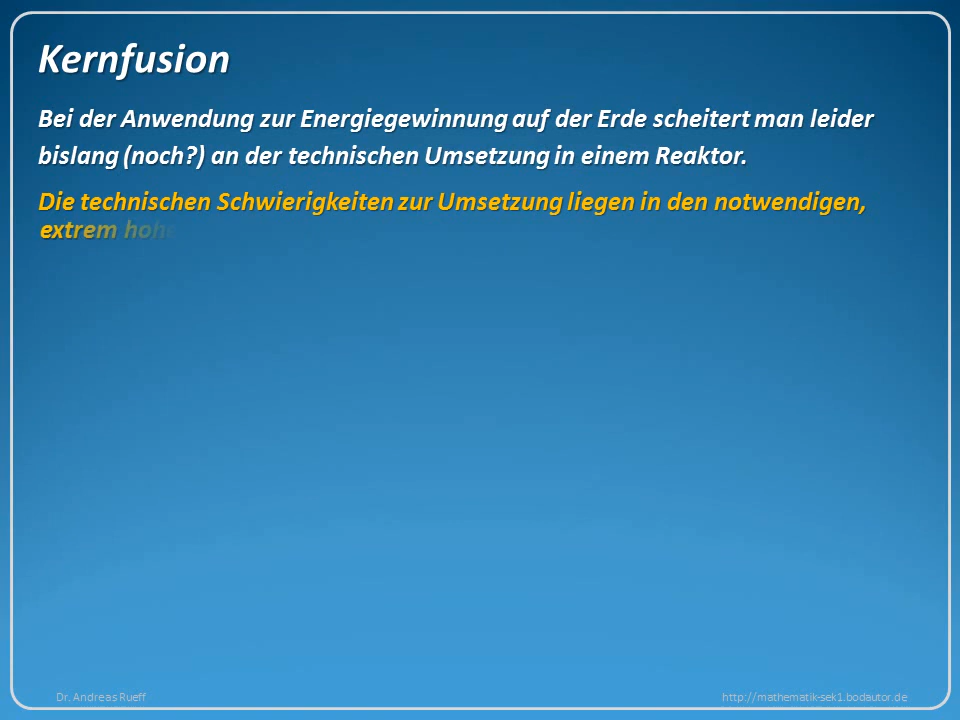 Kernfusion
Bei der Anwendung zur Energiegewinnung auf der Erde scheitert man leider
bislang (noch?) an der technischen Umsetzung in einem Reaktor.
Die technischen Schwierigkeiten zur Umsetzung liegen in den notwendigen,
extrem hohe
Dr. Andreas Rueff
http://mathematik-sek1.bodautor.de